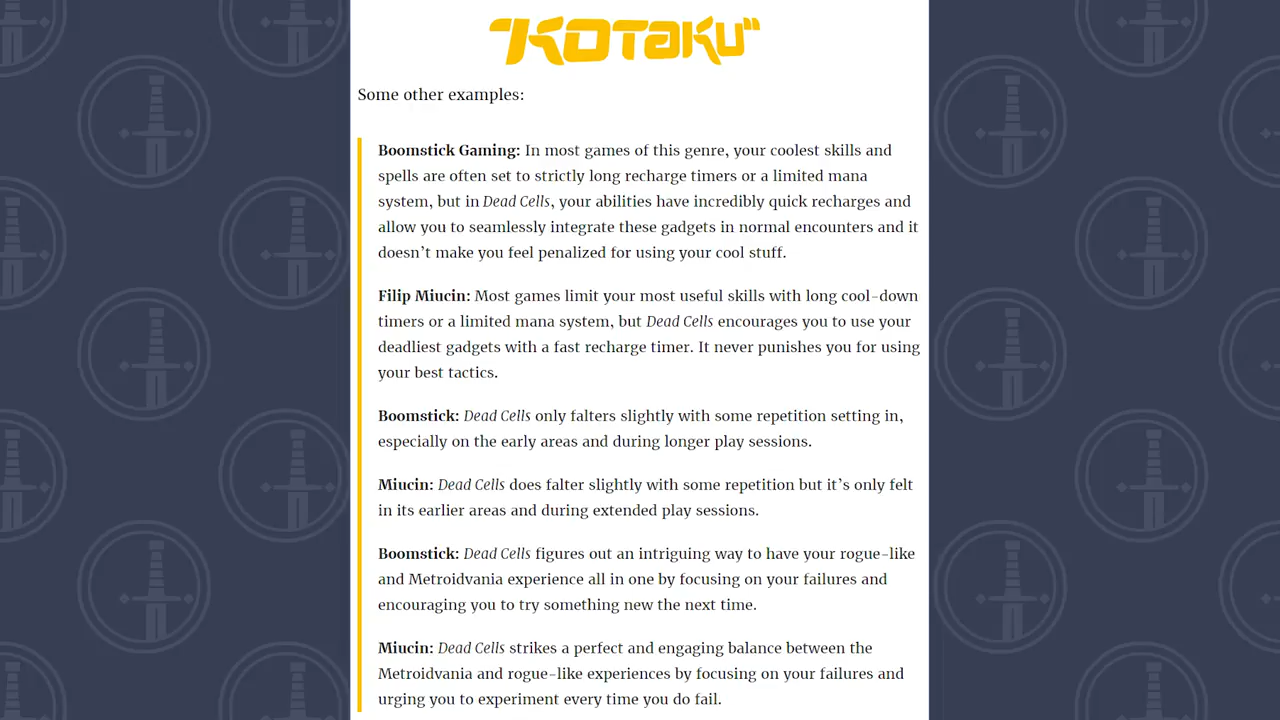 "KOTAKU"
Some other examples:
Boomstick Gaming: In most games of this genre, your coolest skills and
spells are often set to strictly long recharge timers or a limited mana
system, but in Dead Cells, your abilities have incredibly quick recharges and
allow you to seamlessly integrate these gadgets in normal encounters and it
doesn’t make you feel penalized for using your cool stuff.
Filip Miucin: Most games limit your most useful skills with long cool-down
timers or a limited mana system, but Dead Cells encourages you to use your
deadliest gadgets with a fast recharge timer. It never punishes you for using
your best tactics.
Boomstick: Dead Cells only falters slightly with some repetition setting in,
especially on the early areas and during longer play sessions.
Miucin: Dead Cells does falter slightly with some repetition but it’s only felt
in its earlier areas and during extended play sessions.
Boomstick: Dead Cells figures out an intriguing way to have your rogue-like
and Metroidvania experience all in one by focusing on your failures and
encouraging you to try something new the next time.
Miucin: Dead Cells strikes a perfect and engaging balance between the
Metroidvania and rogue-like experiences by focusing on your failures and
urging you to experiment every time you do fail.